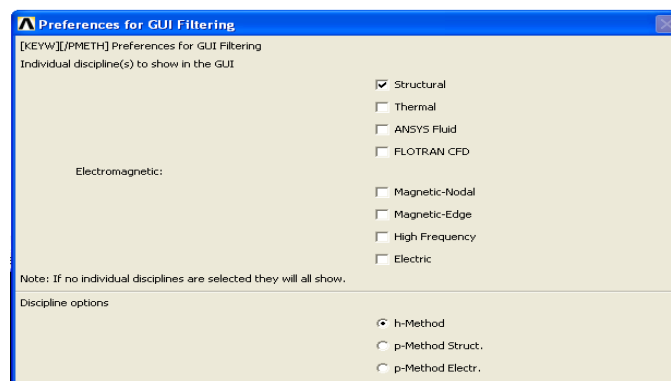 Preferences for GUI Filtering
[KEYW][/PMETH] Preferences for GUI Filtering
Individual discipline(s) to show in the GUI
Structural
Thermal
ANSYS Fluid
FLOTRAN CFD
Electromagnetic:
Magnetic-Nodal
Magnetic-Edge
High Frequency
Electric
Note: If no individual disciplines are selected they will all show.
Discipline options
h-Method
p-Method Struct.
p-Method Electr.